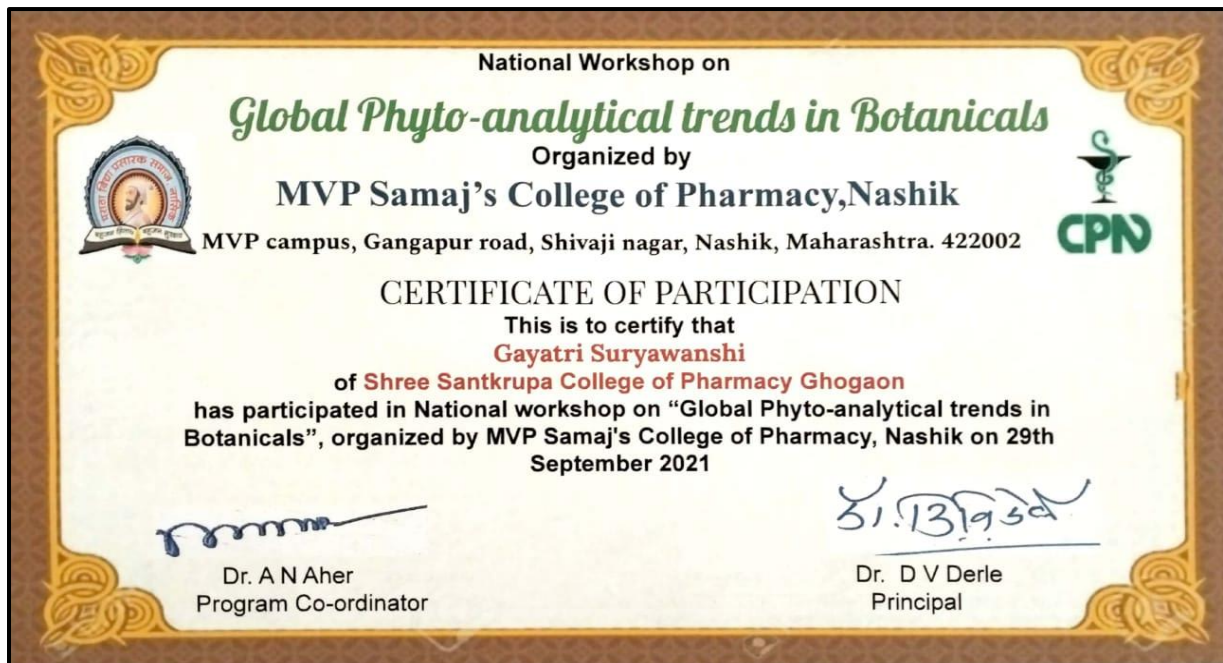 National Workshop on
Global Phyto-analytical trends in Botanicals
Organized by
MVP Samaj's College of Pharmacy,Nashik
MVP campus, Gangapur road, Shivaji nagar, Nashik, Maharashtra. 422002
मराठा विद्या प्रसारक समाज नाशिक
CPN
CERTIFICATE OF PARTICIPATION
This is to certify that
Gayatri Suryawanshi
of Shree Santkrupa College of Pharmacy Ghogaon
has participated in National workshop on “Global Phyto-analytical trends in
Botanicals”, organized by MVP Samaj's College of Pharmacy, Nashik on 29th
September 2021
Dr. A N Aher
Program Co-ordinator
Dr. D V Derle
Principal